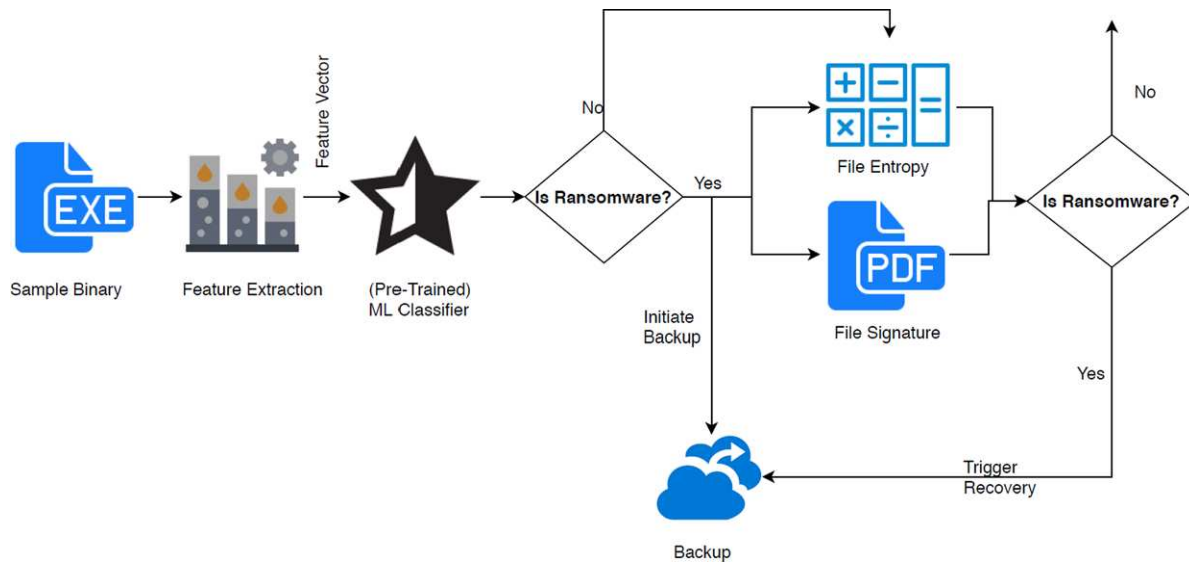 EXE
Sample Binary
Feature Extraction
Feature Vector
(Pre-Trained)
ML Classifier
Is Ransomware?
No
Yes
Initiate
Backup
File Entropy
PDF
File Signature
Is Ransomware?
No
Yes
Trigger
Recovery
Backup